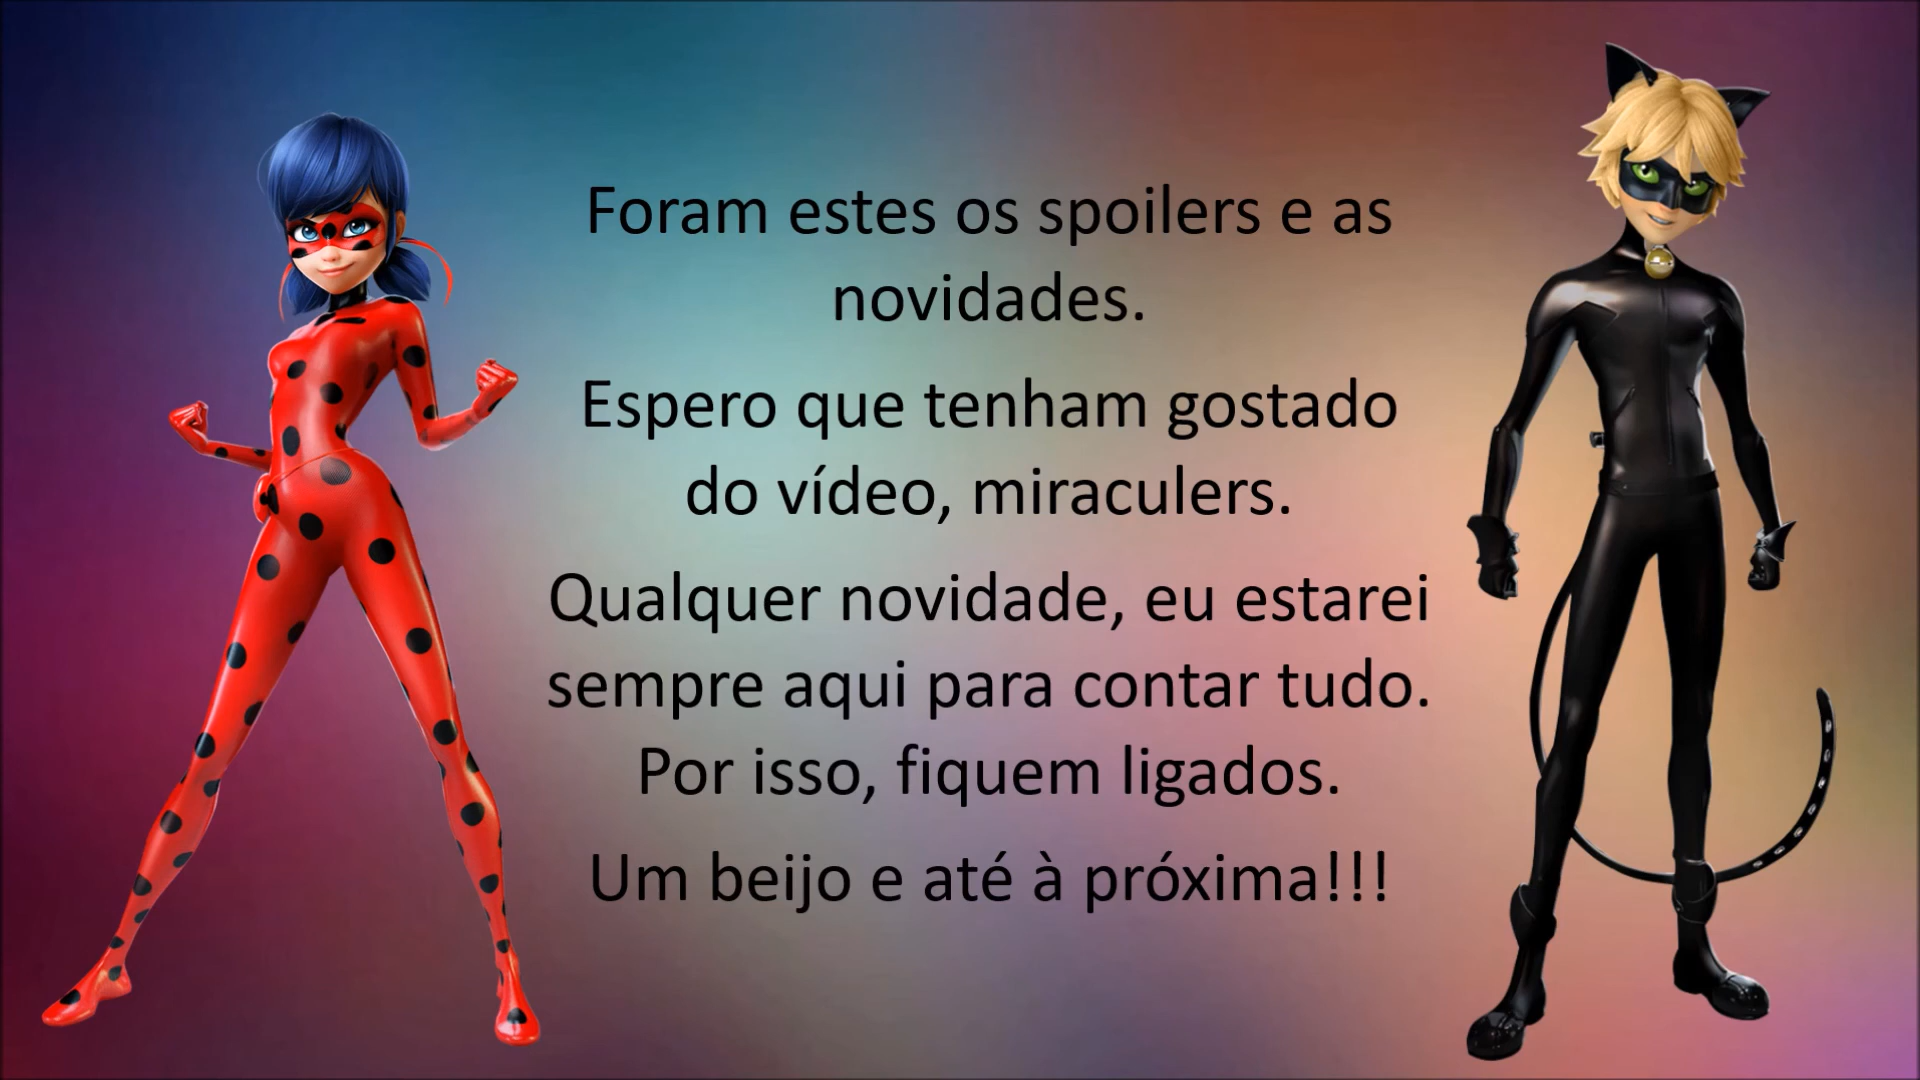 Foram estes os spoilers e as
novidades.
Espero que tenham gostado
do vídeo, miraculers.
Qualquer novidade, eu estarei
sempre aqui para contar tudo.
Por isso, fiquem ligados.
Um beijo e até à próxima!!!